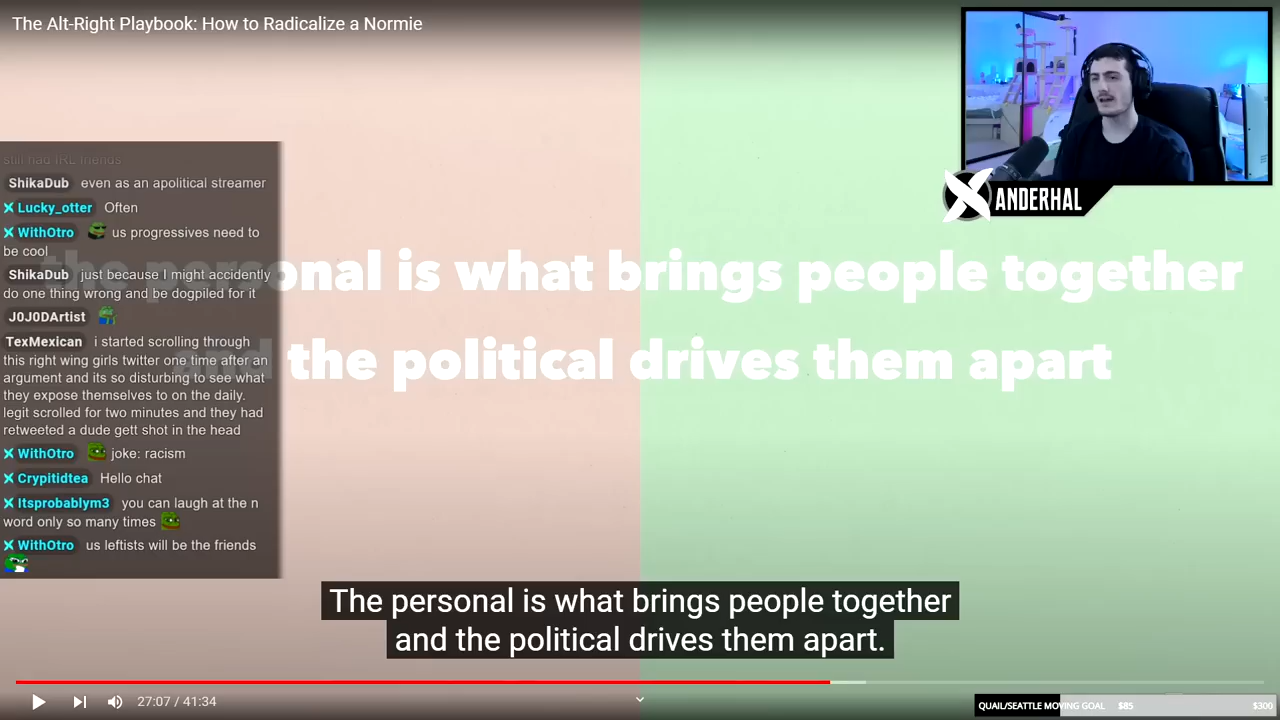 The Alt-Right Playbook: How to Radicalize a Normie
still had IRL friends
ShikaDub even as an apolitical streamer
Lucky_otter Often
WithOtro us progressives need to
be cool
ShikaDub just because I might accidently
do one thing wrong and be dogpiled for it
J0J0DArtist
TexMexican i started scrolling through
this right wing girls twitter one time after an
argument and its so disturbing to see what
they expose themselves to on the daily.
legit scrolled for two minutes and they had
retweeted a dude gett shot in the head
WithOtro joke: racism
Crypitidtea Hello chat
Itsprobablym3 you can laugh at the n
word only so many times
WithOtro us leftists will be the friends
the personal is what brings people together
and the political drives them apart
XANDERHAL
The personal is what brings people together
and the political drives them apart.
27:07 / 41:34
QUAIL/SEATTLE MOVING GOAL $85 $300